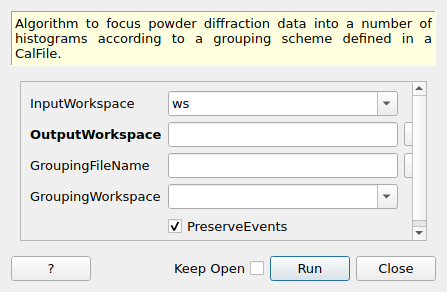 Algorithm to focus powder diffraction data into a number of
histograms according to a grouping scheme defined in a
CalFile.
InputWorkspace ws
OutputWorkspace
GroupingFileName
GroupingWorkspace
PreserveEvents
? Keep Open Run Close